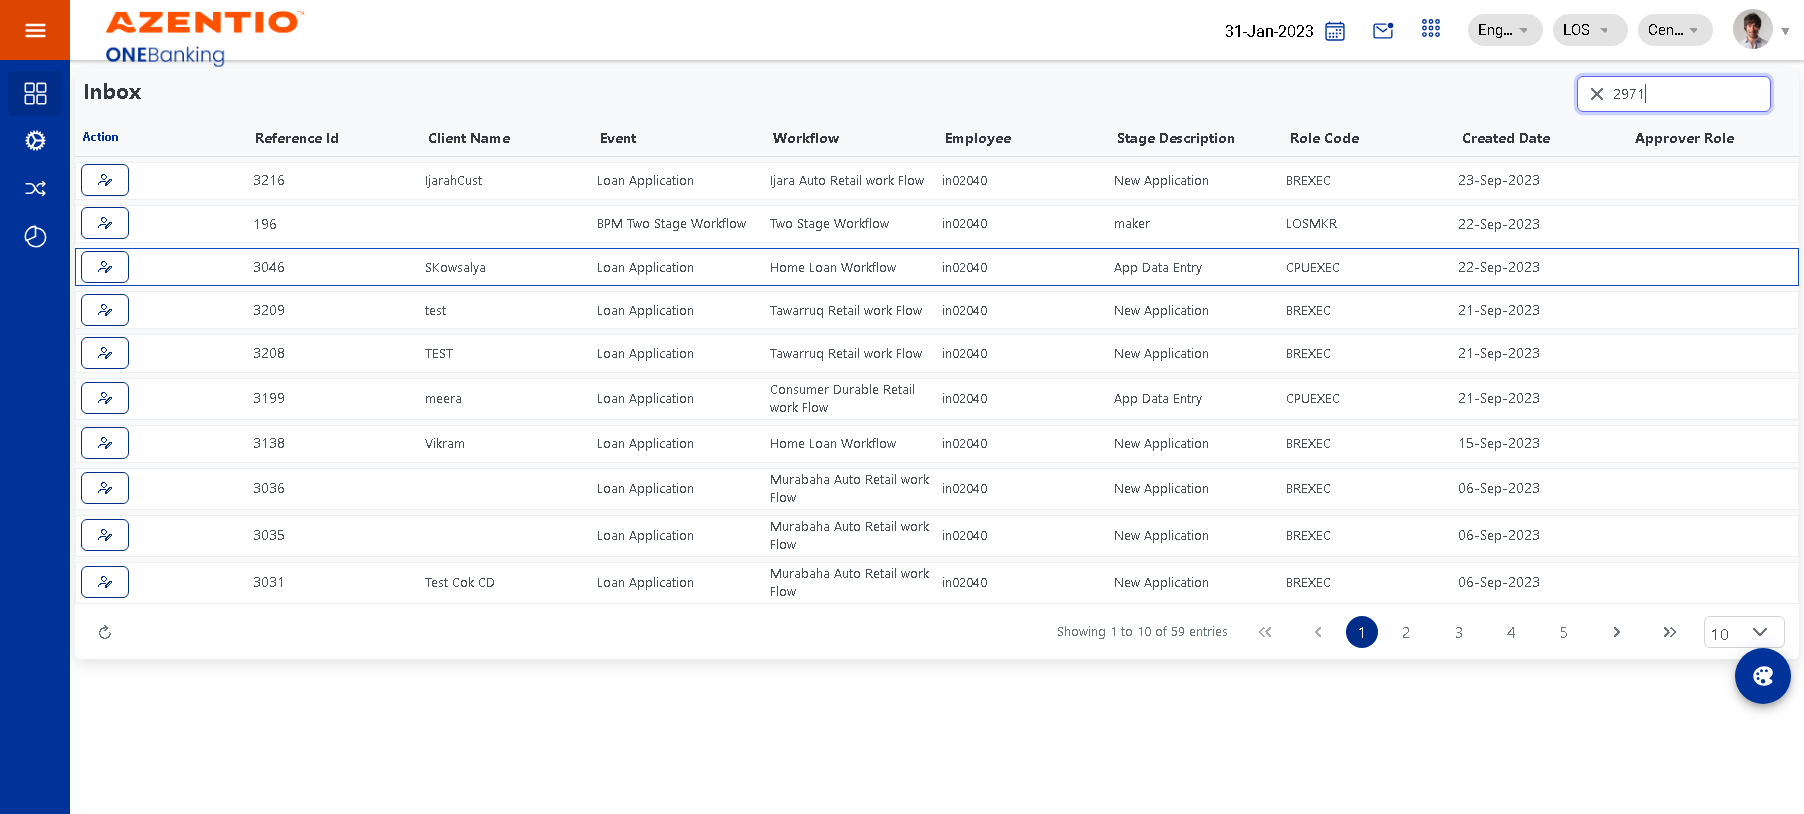 AZENTIO™
ONEBanking
31-Jan-2023 Eng... LOS Cen...
Inbox 2971
Action Reference Id Client Name Event Workflow Employee Stage Description Role Code Created Date Approver Role
3216 IjarahCust Loan Application Ijara Auto Retail work Flow in02040 New Application BREXEC 23-Sep-2023
196 BPM Two Stage Workflow Two Stage Workflow maker LOSMKR 22-Sep-2023
3046 SKowsalya Loan Application Home Loan Workflow in02040 App Data Entry CPUEXEC 22-Sep-2023
3209 test Loan Application Tawarruq Retail work Flow in02040 New Application BREXEC 21-Sep-2023
3208 TEST Loan Application Tawarruq Retail work Flow in02040 New Application BREXEC 21-Sep-2023
3199 meera Loan Application Consumer Durable Retail work Flow in02040 App Data Entry CPUEXEC 21-Sep-2023
3138 Vikram Loan Application Home Loan Workflow in02040 New Application BREXEC 15-Sep-2023
3036 Loan Application Murabaha Auto Retail work Flow in02040 New Application BREXEC 06-Sep-2023
3035 Loan Application Murabaha Auto Retail work Flow in02040 New Application BREXEC 06-Sep-2023
3031 Test Cok CD Loan Application Murabaha Auto Retail work Flow in02040 New Application BREXEC 06-Sep-2023
Showing 1 to 10 of 59 entries 1 2 3 4 5 10